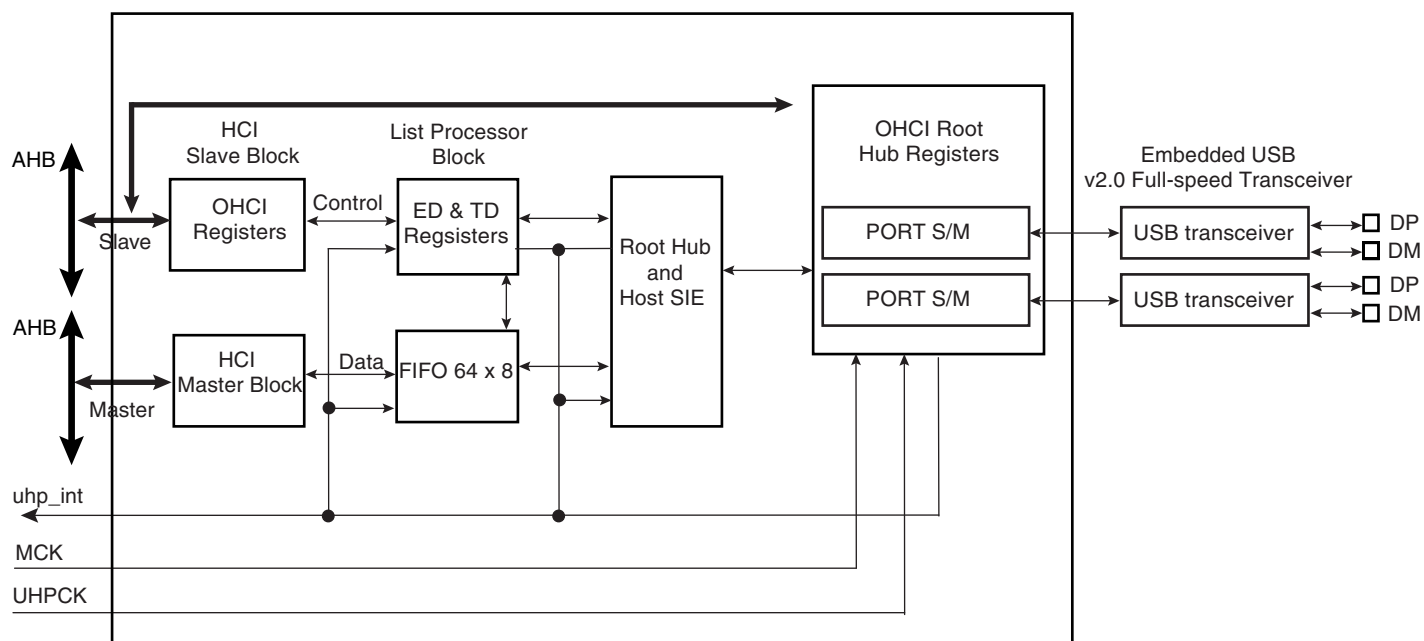 HCI
Slave Block
List Processor
Block
OHCI Root
Hub Registers
Embedded USB
v2.0 Full-speed Transceiver
AHB
Slave
OHCI
Registers
Control
ED & TD
Regsisters
Root Hub
and
Host SIE
PORT S/M
USB transceiver
DP
DM
PORT S/M
USB transceiver
DP
DM
AHB
Master
HCI
Master Block
Data
FIFO 64 x 8
uhp_int
MCK
UHPCK